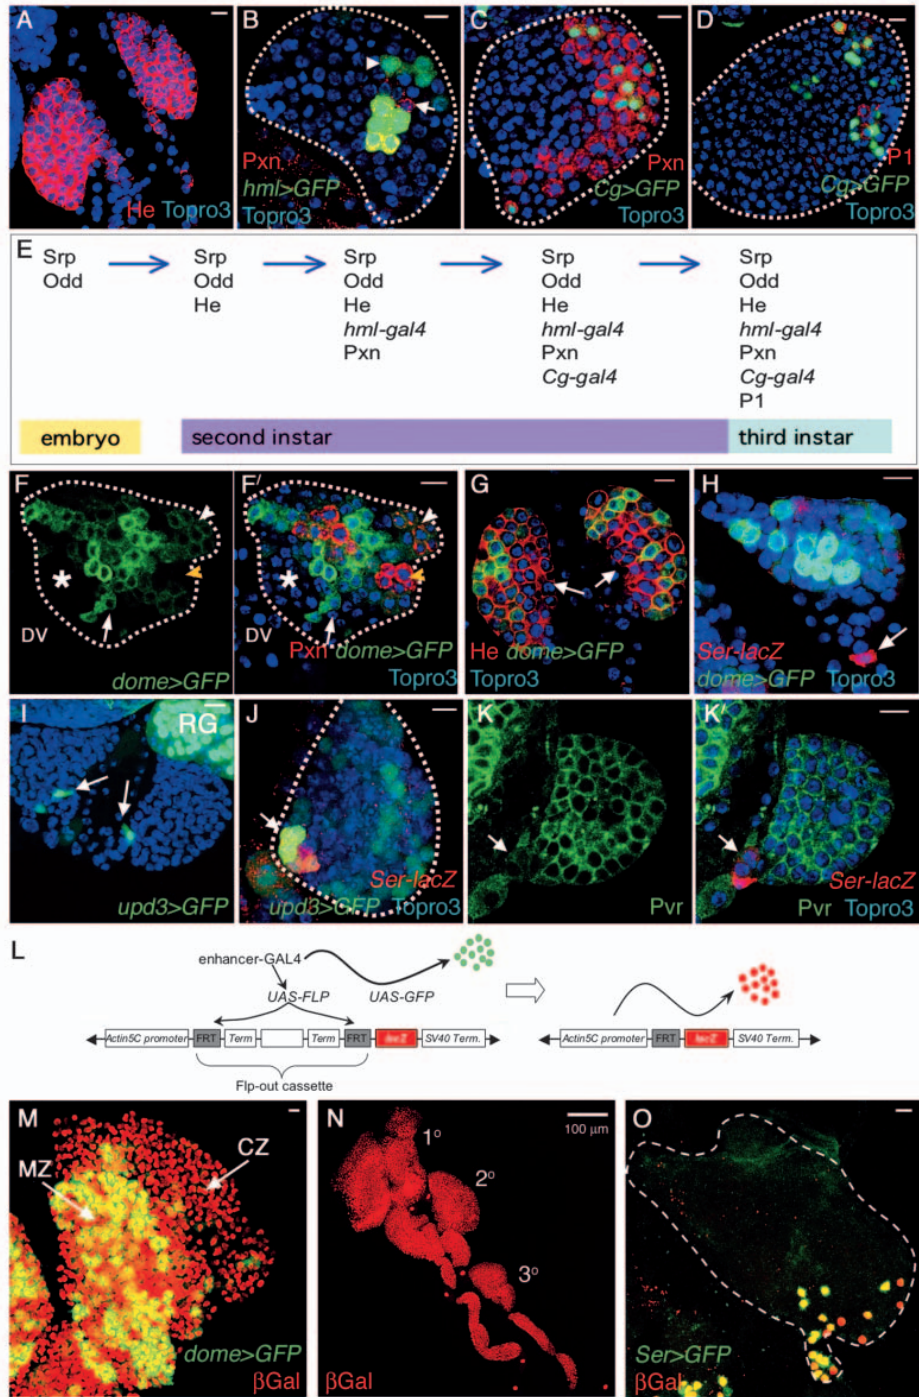 A
He Topro3
B
Pxn
hml>GFP
Topro3
C
Pxn
Cg>GFP
Topro3
D
P1
Cg>GFP
Topro3
E
Srp
Odd
Srp
Odd
He
Srp
Odd
He
hml-gal4
Pxn
Srp
Odd
He
hml-gal4
Pxn
Cg-gal4
Srp
Odd
He
hml-gal4
Pxn
Cg-gal4
P1
embryo
second instar
third instar
F
DV
dome>GFP
F′
DV
Pxn dome>GFP
Topro3
G
He dome>GFP
Topro3
H
Ser-lacZ
dome>GFP Topro3
I
RG
upd3>GFP
J
Ser-lacZ
upd3>GFP Topro3
K
Pvr
K′
Ser-lacZ
Pvr Topro3
L
enhancer-GAL4
UAS-FLP
UAS-GFP
Actin5C promoter FRT Term Term FRT lacZ SV40 Term.
Flp-out cassette
Actin5C promoter FRT lacZ SV40 Term.
M
MZ
CZ
dome>GFP
βGal
N
100 µm
1°
2°
3°
βGal
O
Ser>GFP
βGal